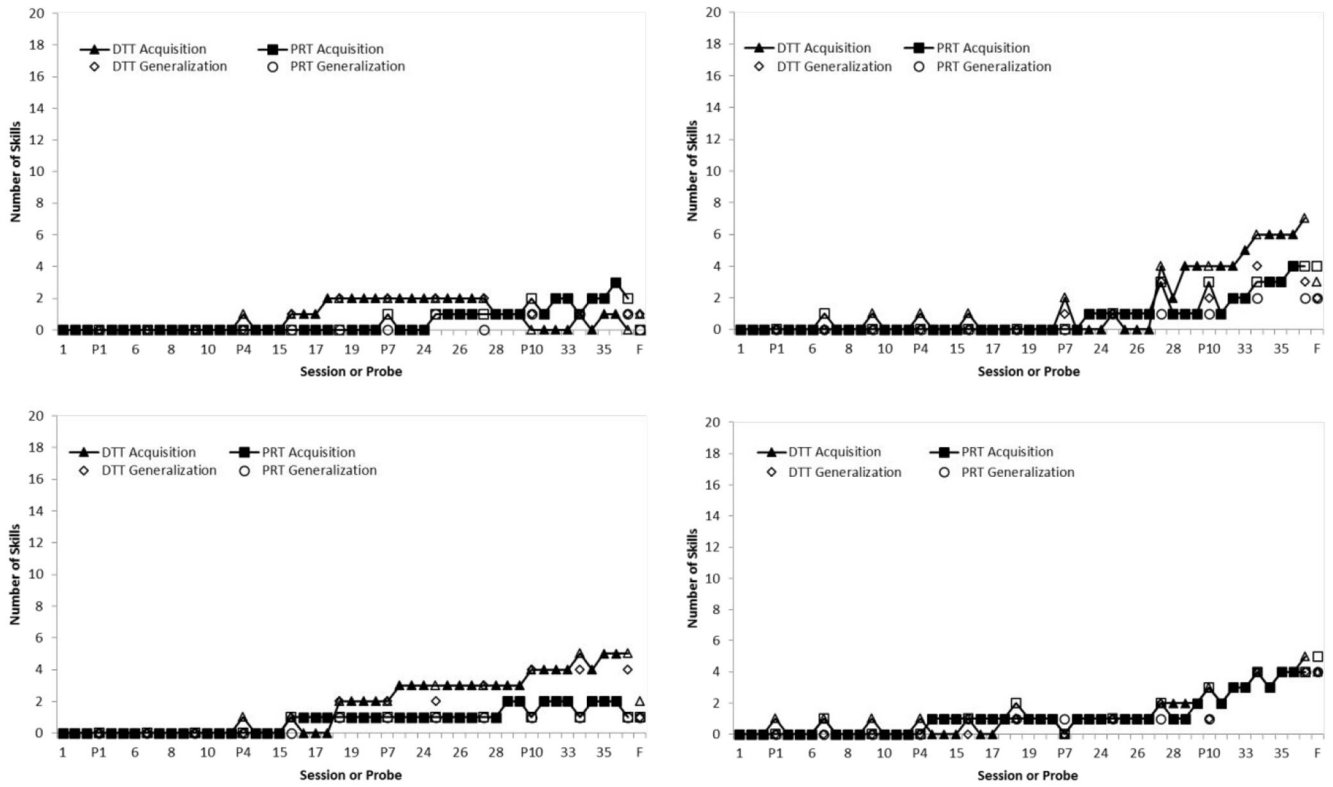 20
18
16
14
12
10
8
6
4
2
0
Number of Skills
DTT Acquisition PRT Acquisition
DTT Generalization PRT Generalization
1 P1 6 8 10 P4 15 17 19 P7 24 26 28 P10 33 35 F
Session or Probe
20
18
16
14
12
10
8
6
4
2
0
Number of Skills
DTT Acquisition PRT Acquisition
DTT Generalization PRT Generalization
1 P1 6 8 10 P4 15 17 19 P7 24 26 28 P10 33 35 F
Session or Probe
20
18
16
14
12
10
8
6
4
2
0
Number of Skills
DTT Acquisition PRT Acquisition
DTT Generalization PRT Generalization
1 P1 6 8 10 P4 15 17 19 P7 24 26 28 P10 33 35 F
Session or Probe
20
18
16
14
12
10
8
6
4
2
0
Number of Skills
DTT Acquisition PRT Acquisition
DTT Generalization PRT Generalization
1 P1 6 8 10 P4 15 17 19 P7 24 26 28 P10 33 35 F
Session or Probe